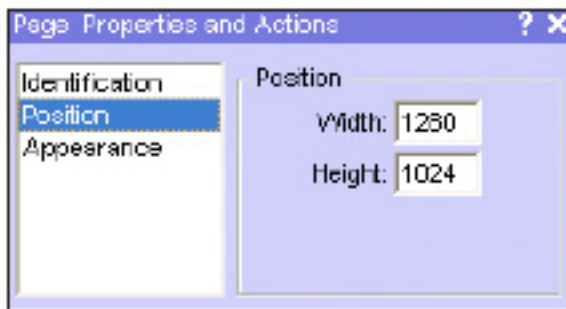 Page Properties and Actions ? X
Identification
Position
Appearance
Position
Width: 1280
Height: 1024